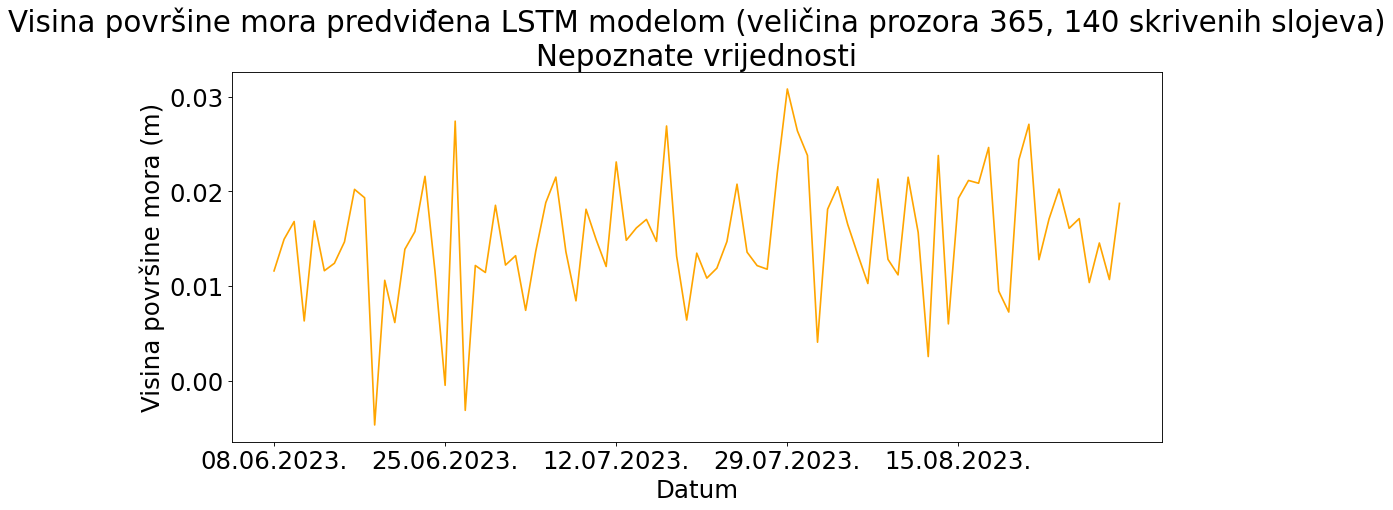 Visina površine mora predviđena LSTM modelom (veličina prozora 365, 140 skrivenih slojeva)
Nepoznate vrijednosti
Visina površine mora (m)
0.03
0.02
0.01
0.00
08.06.2023. 25.06.2023. 12.07.2023. 29.07.2023. 15.08.2023.
Datum